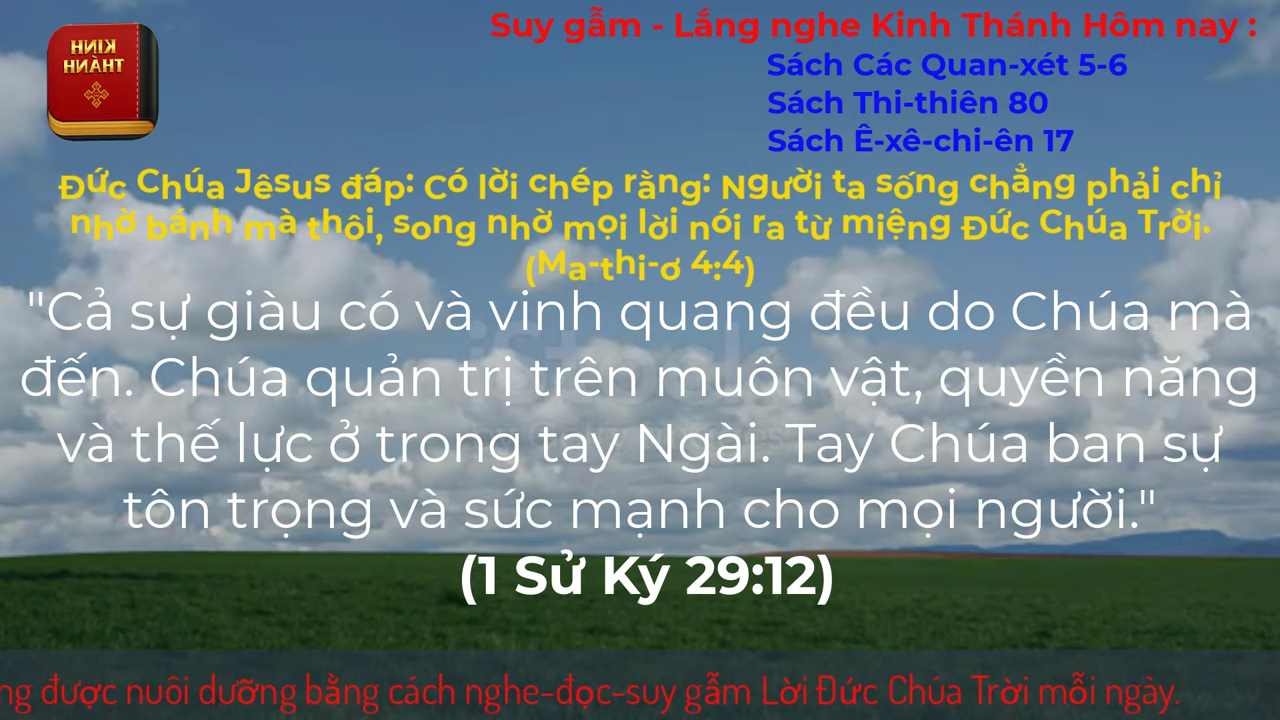 KINH
THÁNH
Suy gẫm - Lắng nghe Kinh Thánh Hôm nay :
Sách Các Quan-xét 5-6
Sách Thi-thiên 80
Sách Ê-xê-chi-ên 17
Đức Chúa Jêsus đáp: Có lời chép rằng: Người ta sống chẳng phải chỉ
nhờ bánh mà thôi, song nhờ mọi lời nói ra từ miệng Đức Chúa Trời.
(Ma-thi-ơ 4:4)
"Cả sự giàu có và vinh quang đều do Chúa mà
đến. Chúa quản trị trên muôn vật, quyền năng
và thế lực ở trong tay Ngài. Tay Chúa ban sự
tôn trọng và sức mạnh cho mọi người."
(1 Sử Ký 29:12)
ng được nuôi dưỡng bằng cách nghe-đọc-suy gẫm Lời Đức Chúa Trời mỗi ngày.